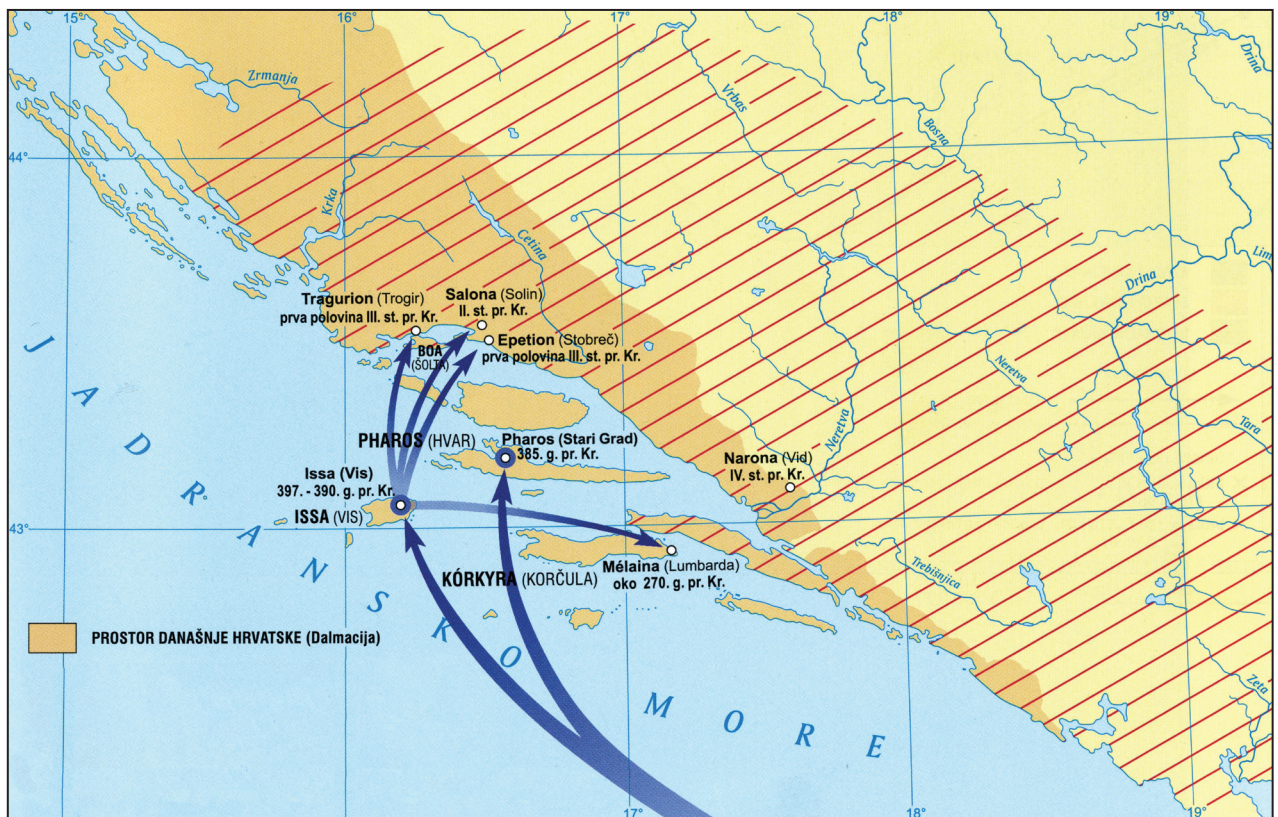 15°
16°
17°
18°
19°
Zrmanja
Vrbas
Bosna
Drina
44°
Krka
Cetina
Drina
Lim
Tragurion (Trogir)
prva polovina III. st. pr. Kr.
Salona (Solin)
II. st. pr. Kr.
BOA
(ŠOLTA)
Epetion (Stobreč)
prva polovina III. st. pr. Kr.
Neretva
Neretva
Tara
PHAROS (HVAR)
Pharos (Stari Grad)
385. g. pr. Kr.
Narona (Vid)
IV. st. pr. Kr.
Issa (Vis)
397. - 390. g. pr. Kr.
ISSA (VIS)
43°
KÓRKYRA (KORČULA)
Mélaina (Lumbarda)
oko 270. g. pr. Kr.
Trebišnjica
Zeta
JADRANSKO MORE
PROSTOR DANAŠNJE HRVATSKE (Dalmacija)
17°
18°
19°